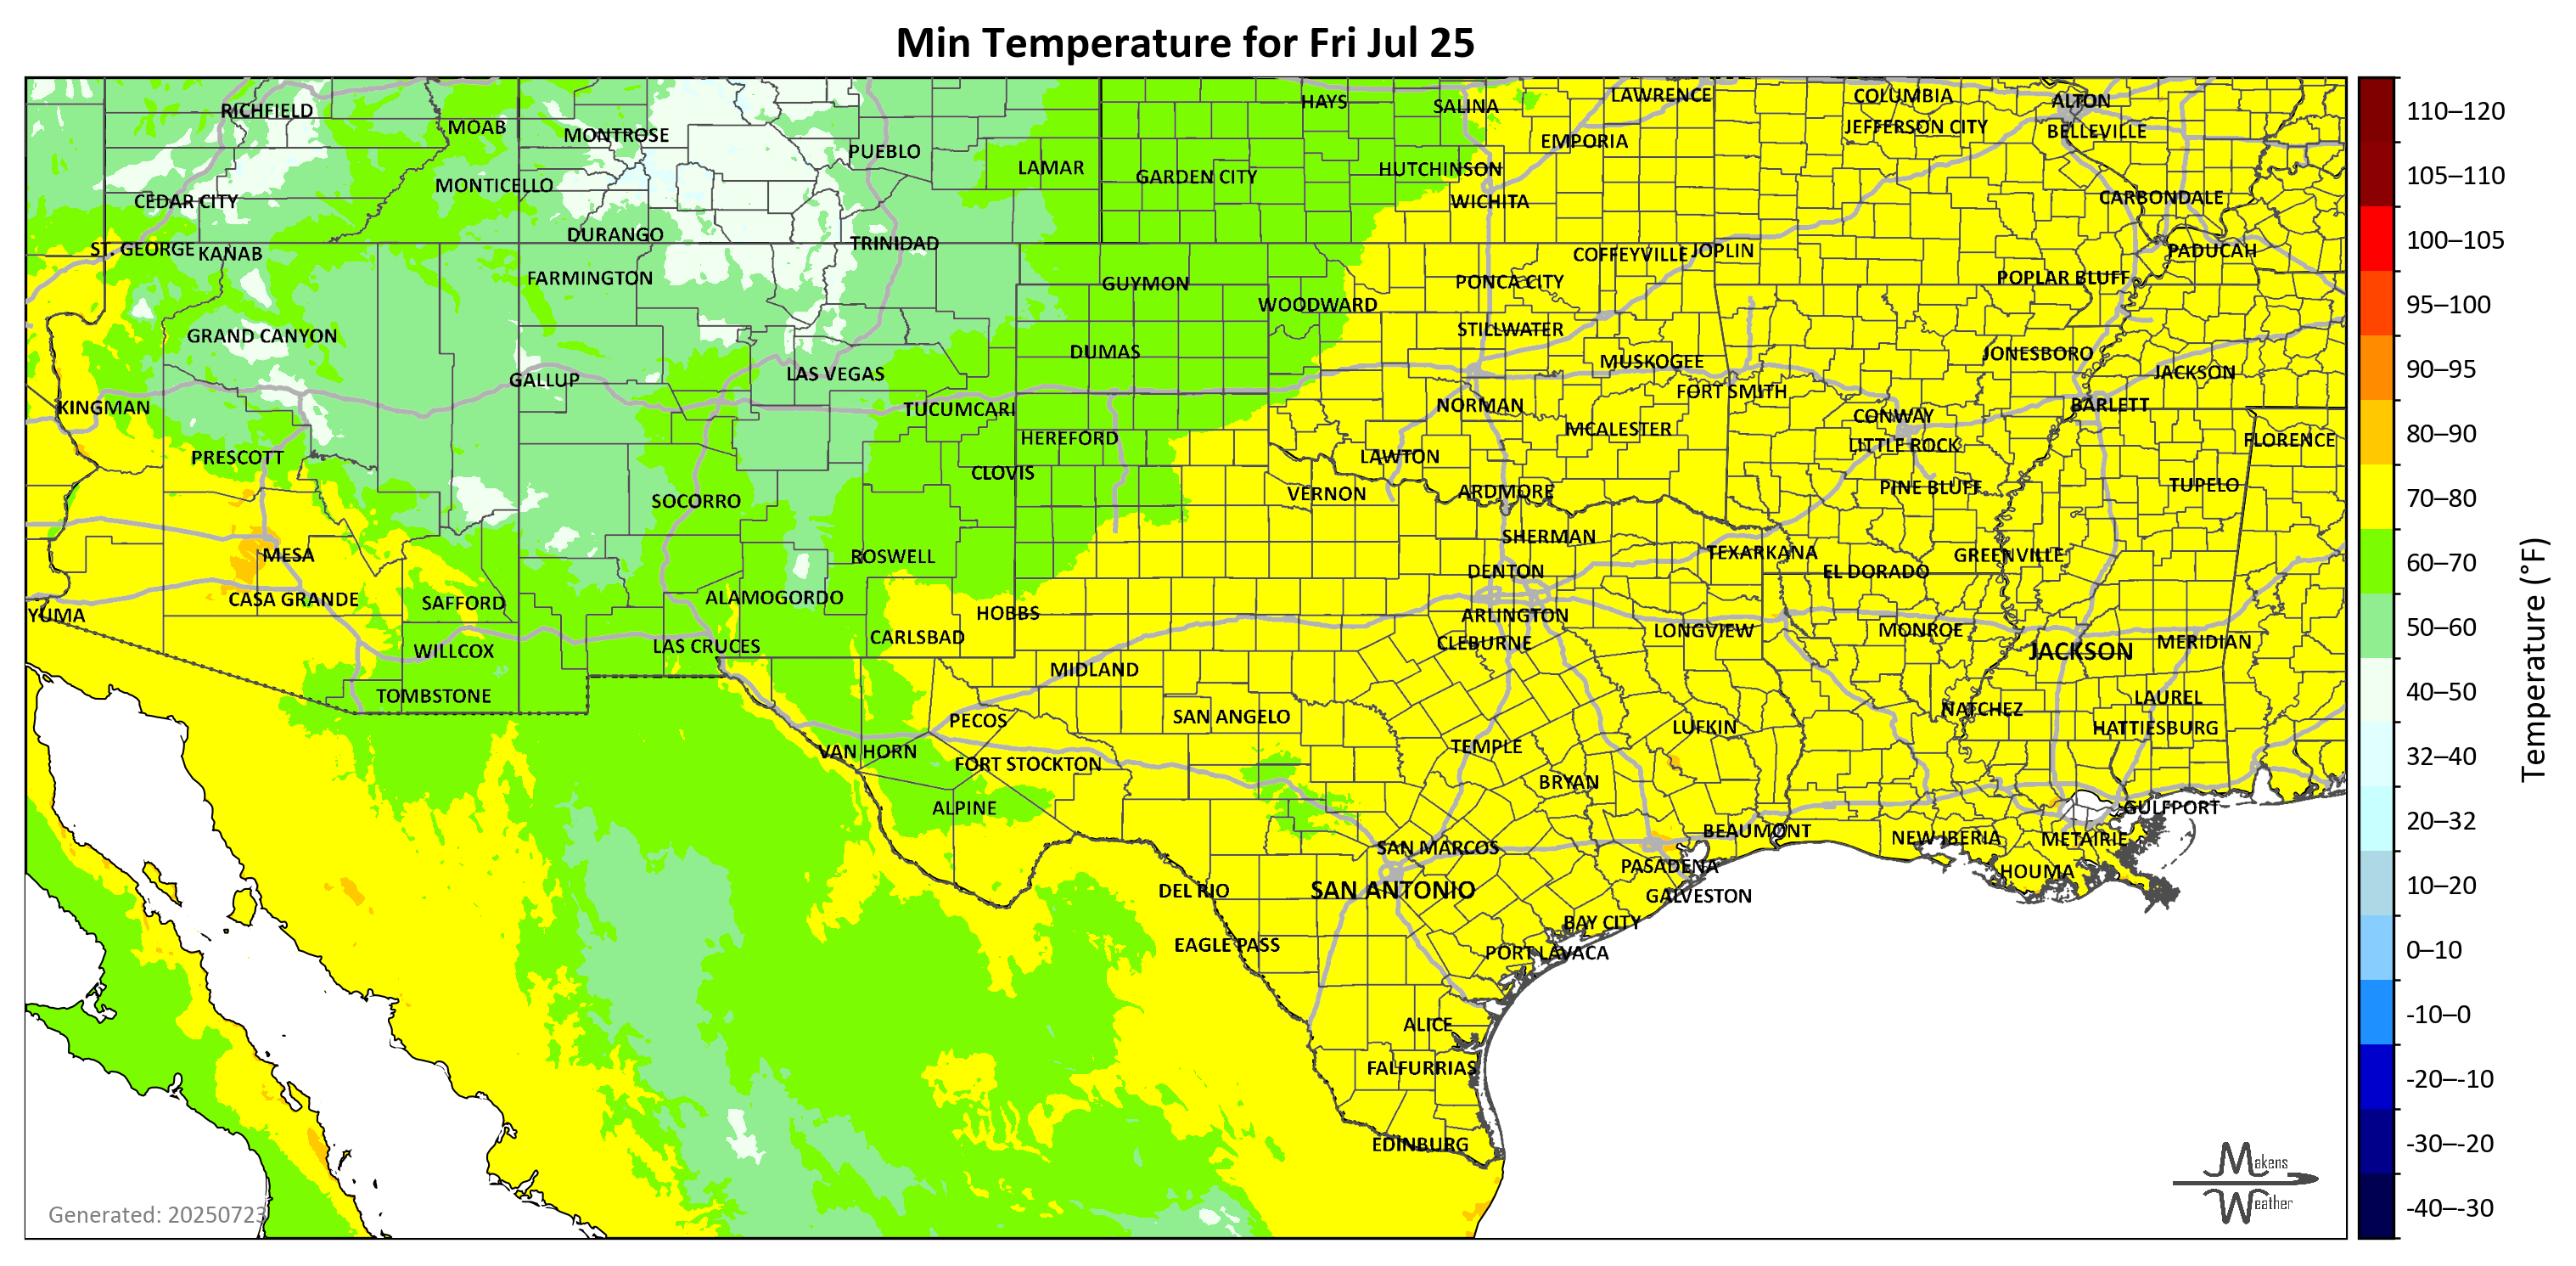 Min Temperature for Fri Jul 25
RICHFIELD
MOAB
MONTROSE
PUEBLO
LAMAR
HAYS
SALINA
LAWRENCE
EMPORIA
COLUMBIA
JEFFERSON CITY
ALTON
BELLEVILLE
MONTICELLO
CEDAR CITY
GARDEN CITY
HUTCHINSON
WICHITA
CARBONDALE
DURANGO
TRINIDAD
ST. GEORGE
KANAB
FARMINGTON
COFFEYVILLE
JOPLIN
PADUCAH
GUYMON
PONCA CITY
POPLAR BLUFF
WOODWARD
GRAND CANYON
STILLWATER
DUMAS
MUSKOGEE
JONESBORO
JACKSON
GALLUP
LAS VEGAS
FORT SMITH
KINGMAN
TUCUMCARI
NORMAN
CONWAY
BARLETT
HEREFORD
MCALESTER
LITTLE ROCK
FLORENCE
PRESCOTT
CLOVIS
LAWTON
SOCORRO
VERNON
ARDMORE
PINE BLUFF
TUPELO
MESA
ROSWELL
SHERMAN
TEXARKANA
GREENVILLE
DENTON
EL DORADO
CASA GRANDE
SAFFORD
ALAMOGORDO
YUMA
HOBBS
ARLINGTON
CARLSBAD
CLEBURNE
LONGVIEW
MONROE
MERIDIAN
WILLCOX
LAS CRUCES
JACKSON
MIDLAND
TOMBSTONE
LAUREL
PECOS
SAN ANGELO
NATCHEZ
LUFKIN
HATTIESBURG
VAN HORN
TEMPLE
FORT STOCKTON
BRYAN
ALPINE
GULFPORT
BEAUMONT
NEW IBERIA
METAIRIE
SAN MARCOS
PASADENA
HOUMA
DEL RIO
SAN ANTONIO
GALVESTON
BAY CITY
EAGLE PASS
PORT LAVACA
ALICE
FALFURRIAS
EDINBURG
Generated: 20250723
Makens
Weather
110–120
105–110
100–105
95–100
90–95
80–90
70–80
60–70
50–60
40–50
32–40
20–32
10–20
0–10
-10–0
-20–-10
-30–-20
-40–-30
Temperature (°F)